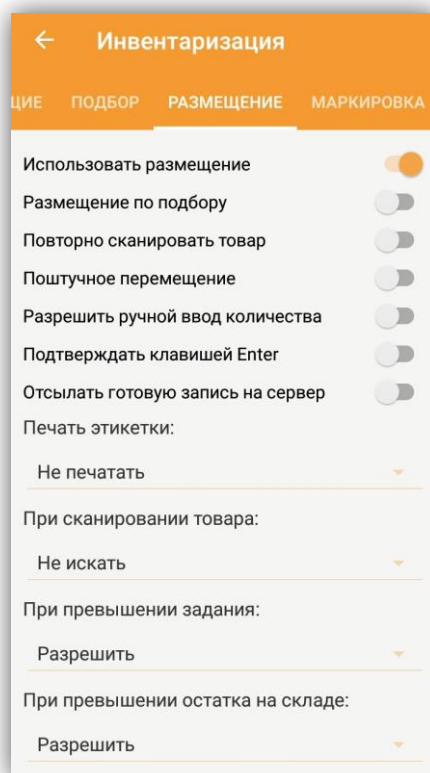 Инвентаризация
ЩИЕ ПОДБОР РАЗМЕЩЕНИЕ МАРКИРОВКА
Использовать размещение
Размещение по подбору
Повторно сканировать товар
Поштучное перемещение
Разрешить ручной ввод количества
Подтверждать клавишей Enter
Отсылать готовую запись на сервер
Печать этикетки:
Не печатать
При сканировании товара:
Не искать
При превышении задания:
Разрешить
При превышении остатка на складе:
Разрешить